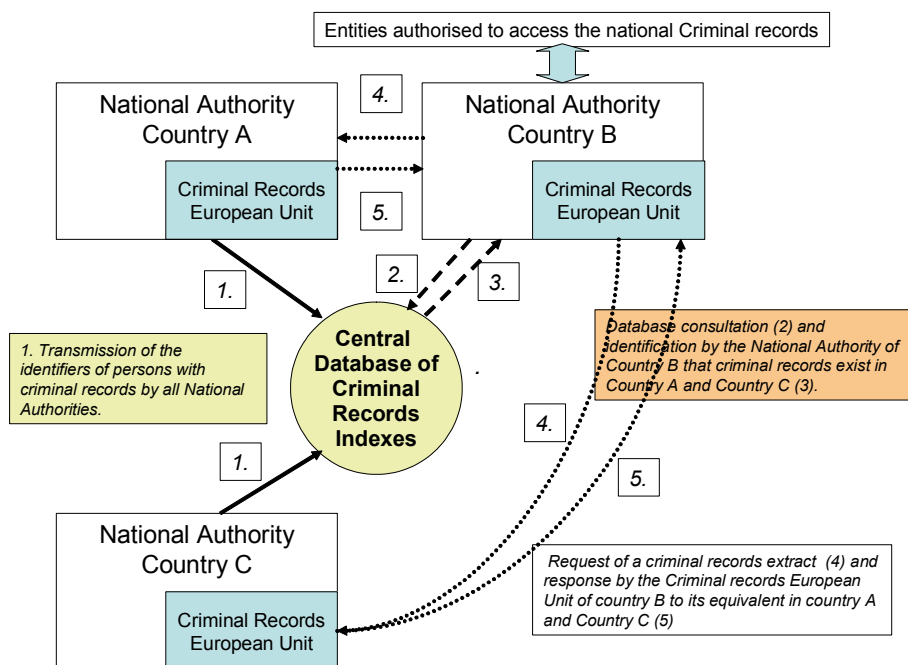 Entities authorised to access the national Criminal records
National Authority
Country A
Criminal Records
European Unit
4.
5.
National Authority
Country B
Criminal Records
European Unit
1.
2.
3.
1. Transmission of the
identifiers of persons with
criminal records by all National
Authorities.
Central
Database of
Criminal
Records
Indexes
.
Database consultation (2) and
identification by the National Authority of
Country B that criminal records exist in
Country A and Country C (3).
4.
5.
1.
National Authority
Country C
Criminal Records
European Unit
Request of a criminal records extract (4) and
response by the Criminal records European
Unit of country B to its equivalent in country A
and Country C (5)